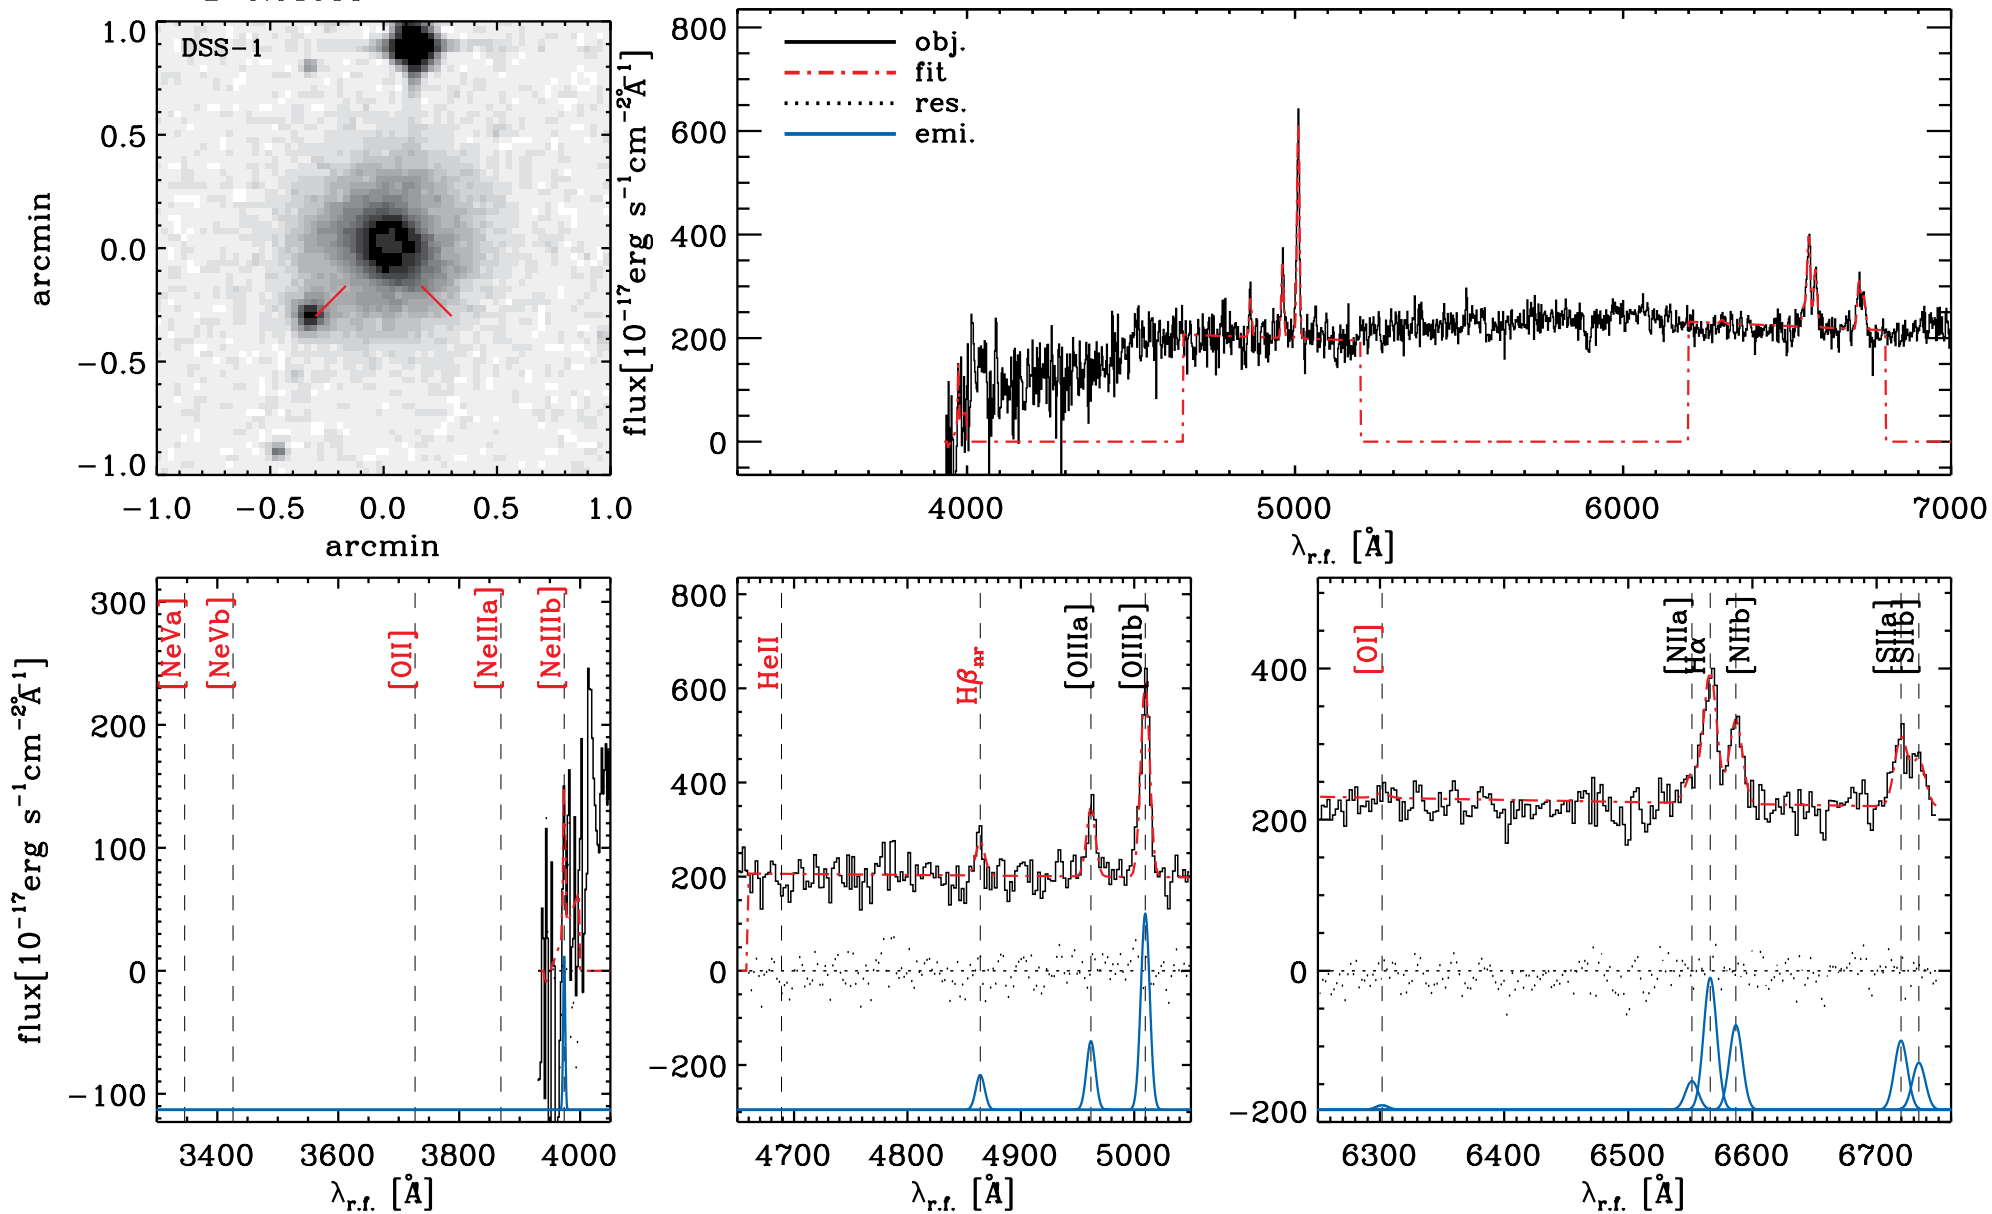 DSS-1
1.0
0.5
0.0
−0.5
−1.0
arcmin
−1.0 −0.5 0.0 0.5 1.0
arcmin
obj.
fit
res.
emi.
800
600
400
200
0
flux[10⁻¹⁷erg s⁻¹cm⁻²Å⁻¹]
4000 5000 6000 7000
λr.f. [Å]
[NeVa] [NeVb] [OII] [NeIIIa] [NeIIIb]
300
200
100
0
−100
flux[10⁻¹⁷erg s⁻¹cm⁻²Å⁻¹]
3400 3600 3800 4000
λr.f. [Å]
HeII Hβnr [OIIIa] [OIIIb]
800
600
400
200
0
−200
4700 4800 4900 5000
λr.f. [Å]
[OI] [NIIa] Hα [NIIb] [SIIa] SIIb]
400
200
0
−200
6300 6400 6500 6600 6700
λr.f. [Å]